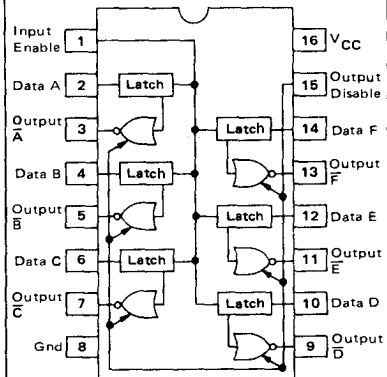 Input
Enable
1
16
VCC
Data A
2
Latch
15
Output
Disable
Output
A̅
3
Latch
14
Data F
Data B
4
Latch
13
Output
F̅
Output
B̅
5
Latch
12
Data E
Data C
6
Latch
11
Output
E̅
Output
C̅
7
Latch
10
Data D
Gnd
8
9
Output
D̅